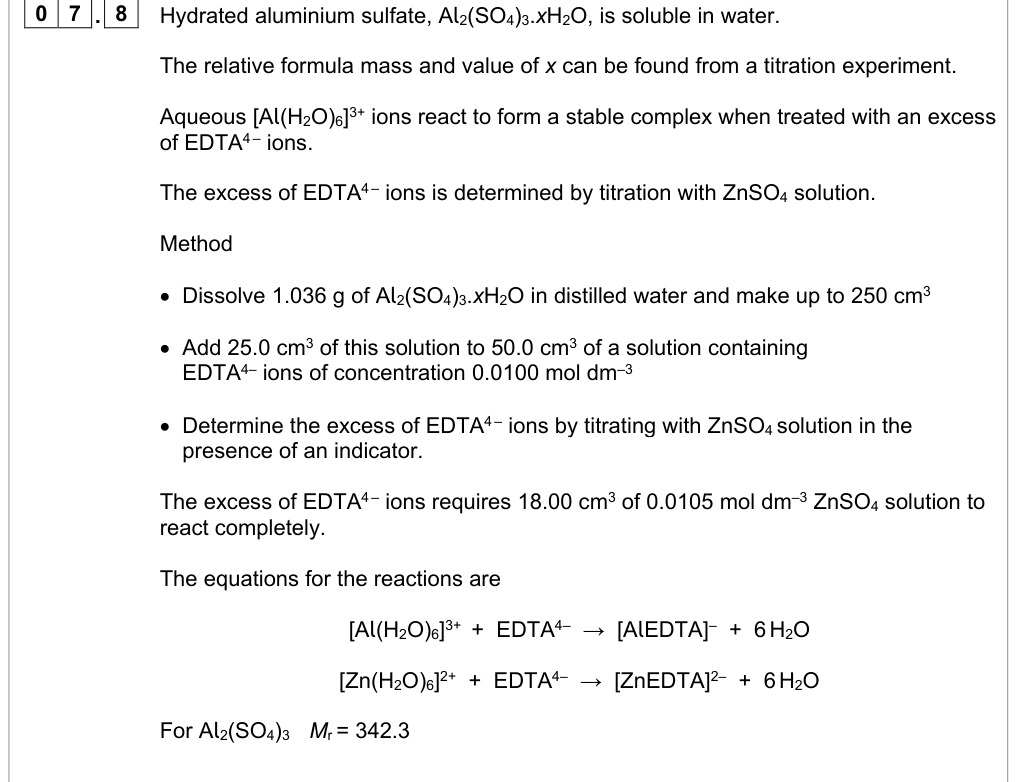 0 7 . 8 Hydrated aluminium sulfate, Al₂(SO₄)₃.xH₂O, is soluble in water.
The relative formula mass and value of x can be found from a titration experiment.
Aqueous [Al(H₂O)₆]³⁺ ions react to form a stable complex when treated with an excess
of EDTA⁴⁻ ions.
The excess of EDTA⁴⁻ ions is determined by titration with ZnSO₄ solution.
Method
• Dissolve 1.036 g of Al₂(SO₄)₃.xH₂O in distilled water and make up to 250 cm³
• Add 25.0 cm³ of this solution to 50.0 cm³ of a solution containing
EDTA⁴⁻ ions of concentration 0.0100 mol dm⁻³
• Determine the excess of EDTA⁴⁻ ions by titrating with ZnSO₄ solution in the
presence of an indicator.
The excess of EDTA⁴⁻ ions requires 18.00 cm³ of 0.0105 mol dm⁻³ ZnSO₄ solution to
react completely.
The equations for the reactions are
[Al(H₂O)₆]³⁺ + EDTA⁴⁻ → [AlEDTA]⁻ + 6 H₂O
[Zn(H₂O)₆]²⁺ + EDTA⁴⁻ → [ZnEDTA]²⁻ + 6 H₂O
For Al₂(SO₄)₃ Mᵣ = 342.3